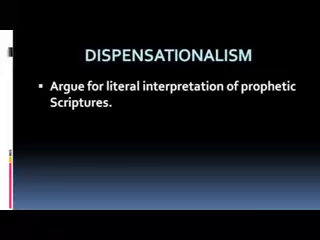 DISPENSATIONALISM
▪ Argue for literal interpretation of prophetic
Scriptures.